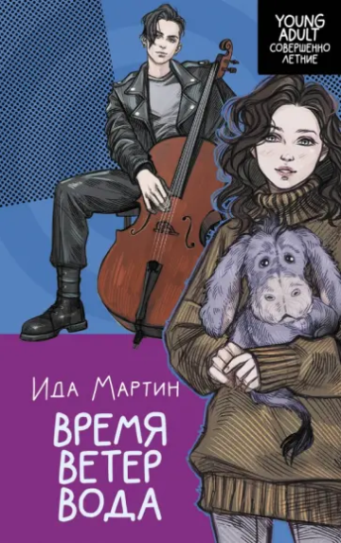 YOUNG
ADULT
СОВЕРШЕННО
ЛЕТНИЕ
Ида Мартин
ВРЕМЯ
ВЕТЕР
ВОДА